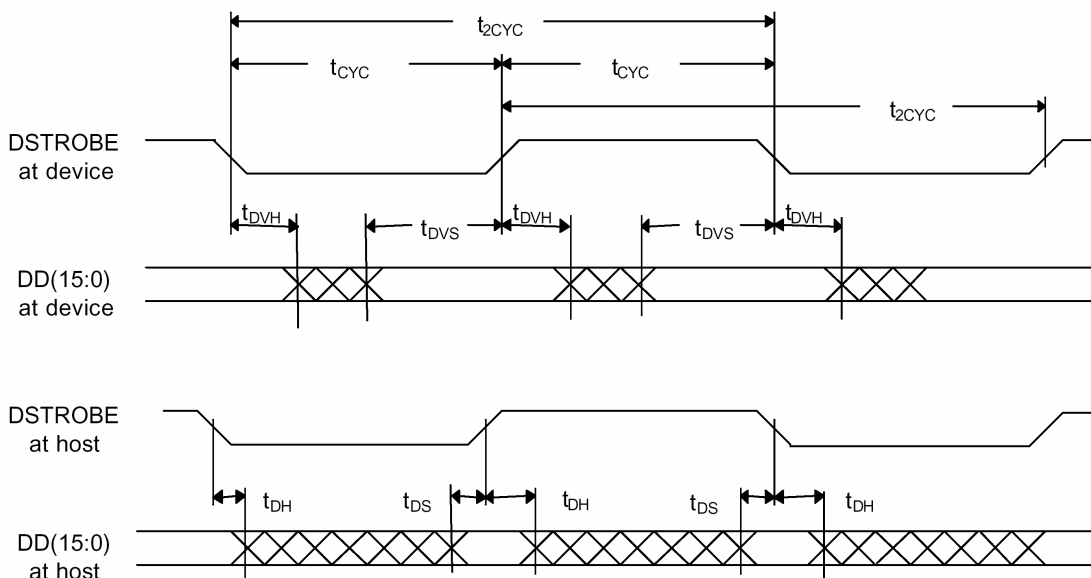 t2CYC
tCYC tCYC
t2CYC
DSTROBE
at device
tDVH tDVS tDVH tDVS tDVH
DD(15:0)
at device
DSTROBE
at host
tDH tDS tDH tDS tDH
DD(15:0)
at host